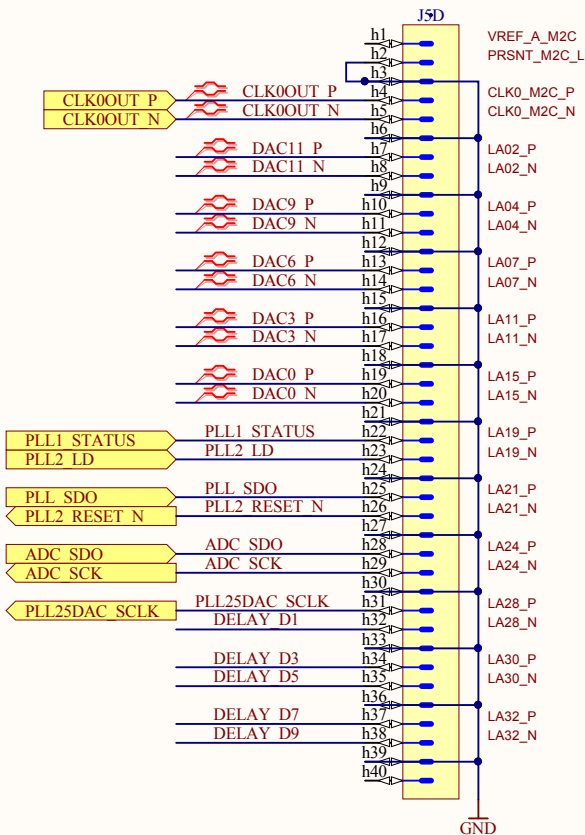 J5D
h1 VREF_A_M2C
h2 PRSNT_M2C_L
h3
CLK0OUT_P CLK0OUT_P h4 CLK0_M2C_P
CLK0OUT_N CLK0OUT_N h5 CLK0_M2C_N
h6
DAC11_P h7 LA02_P
DAC11_N h8 LA02_N
h9
DAC9_P h10 LA04_P
DAC9_N h11 LA04_N
h12
DAC6_P h13 LA07_P
DAC6_N h14 LA07_N
h15
DAC3_P h16 LA11_P
DAC3_N h17 LA11_N
h18
DAC0_P h19 LA15_P
DAC0_N h20 LA15_N
h21
PLL1_STATUS PLL1_STATUS h22 LA19_P
PLL2_LD PLL2_LD h23 LA19_N
h24
PLL_SDO PLL_SDO h25 LA21_P
PLL2_RESET_N PLL2_RESET_N h26 LA21_N
h27
ADC_SDO ADC_SDO h28 LA24_P
ADC_SCK ADC_SCK h29 LA24_N
h30
PLL25DAC_SCLK PLL25DAC_SCLK h31 LA28_P
DELAY_D1 h32 LA28_N
h33
DELAY_D3 h34 LA30_P
DELAY_D5 h35 LA30_N
h36
DELAY_D7 h37 LA32_P
DELAY_D9 h38 LA32_N
h39
h40
GND